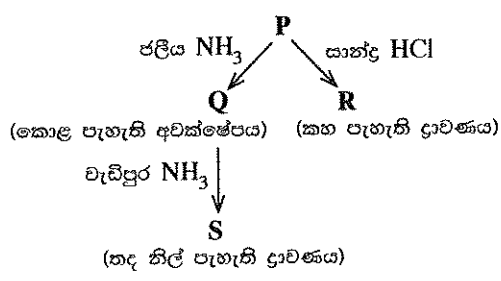 P
ජලීය NH₃ සාන්ද්‍ර HCl
Q R
(කොළ පැහැති අවක්ෂේපය) (කහ පැහැති ද්‍රාවණය)
වැඩිපුර NH₃
S
(තද නිල් පැහැති ද්‍රාවණය)